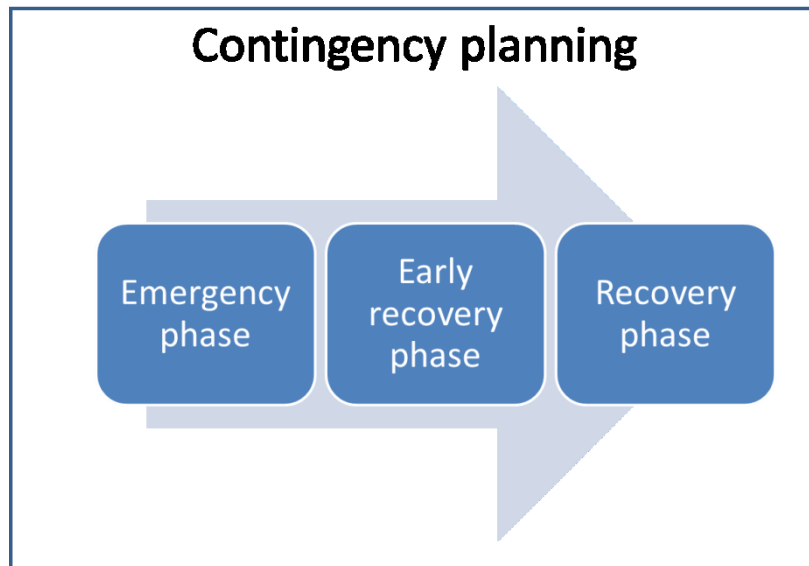 Contingency planning
Emergency
phase
Early
recovery
phase
Recovery
phase